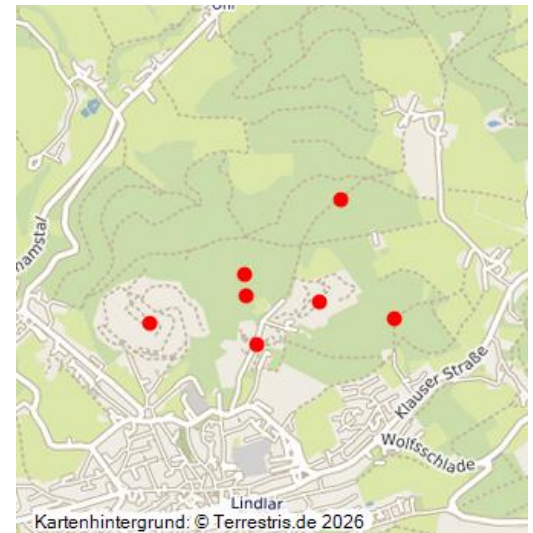 Klauser Straße
Wolfsschlade
Lindlar
Kartenhintergrund: © Terrestris.de 2026